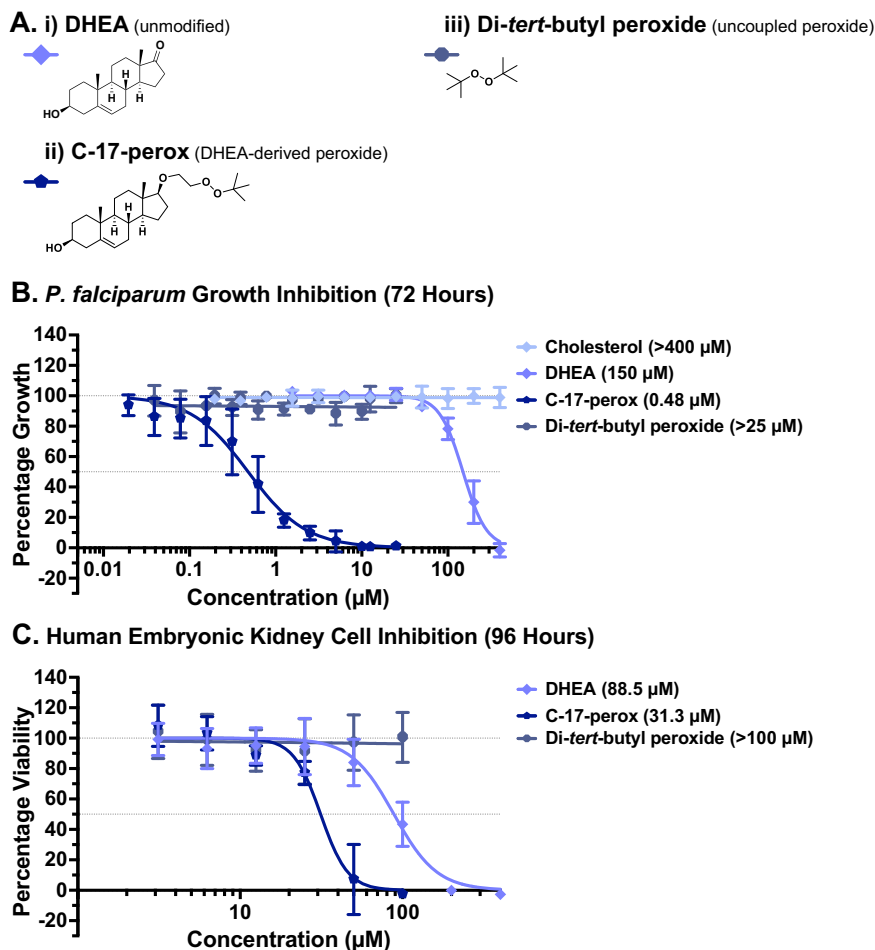 A. i) DHEA (unmodified)
iii) Di-tert-butyl peroxide (uncoupled peroxide)
O
H
H
H
HO
O
O
ii) C-17-perox (DHEA-derived peroxide)
O
O
O
H
H
H
HO
B. P. falciparum Growth Inhibition (72 Hours)
Percentage Growth
140
120
100
80
60
40
20
0
-20
0.01
0.1
1
10
100
Concentration (µM)
Cholesterol (>400 µM)
DHEA (150 µM)
C-17-perox (0.48 µM)
Di-tert-butyl peroxide (>25 µM)
C. Human Embryonic Kidney Cell Inhibition (96 Hours)
Percentage Viability
140
120
100
80
60
40
20
0
-20
10
100
Concentration (µM)
DHEA (88.5 µM)
C-17-perox (31.3 µM)
Di-tert-butyl peroxide (>100 µM)